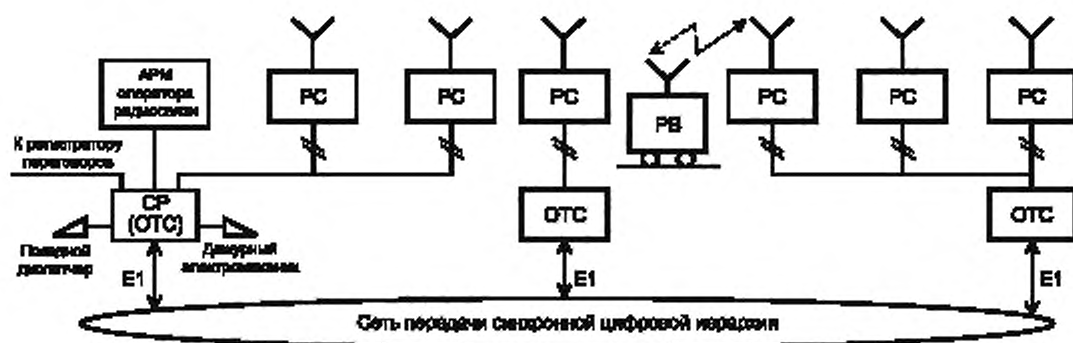 АРМ
оператора
радиосвязи
РС
РС
РС
РВ
РС
РС
РС
К регистратору
переговоров
СР
(ОТС)
ОТС
ОТС
Поездной
диспетчер
Дежурный
электромеханик
Е1
Е1
Е1
Сеть передачи синхронной цифровой иерархии